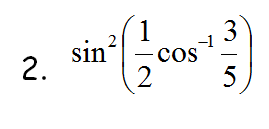 2. sin²(1/2 cos⁻¹ 3/5)